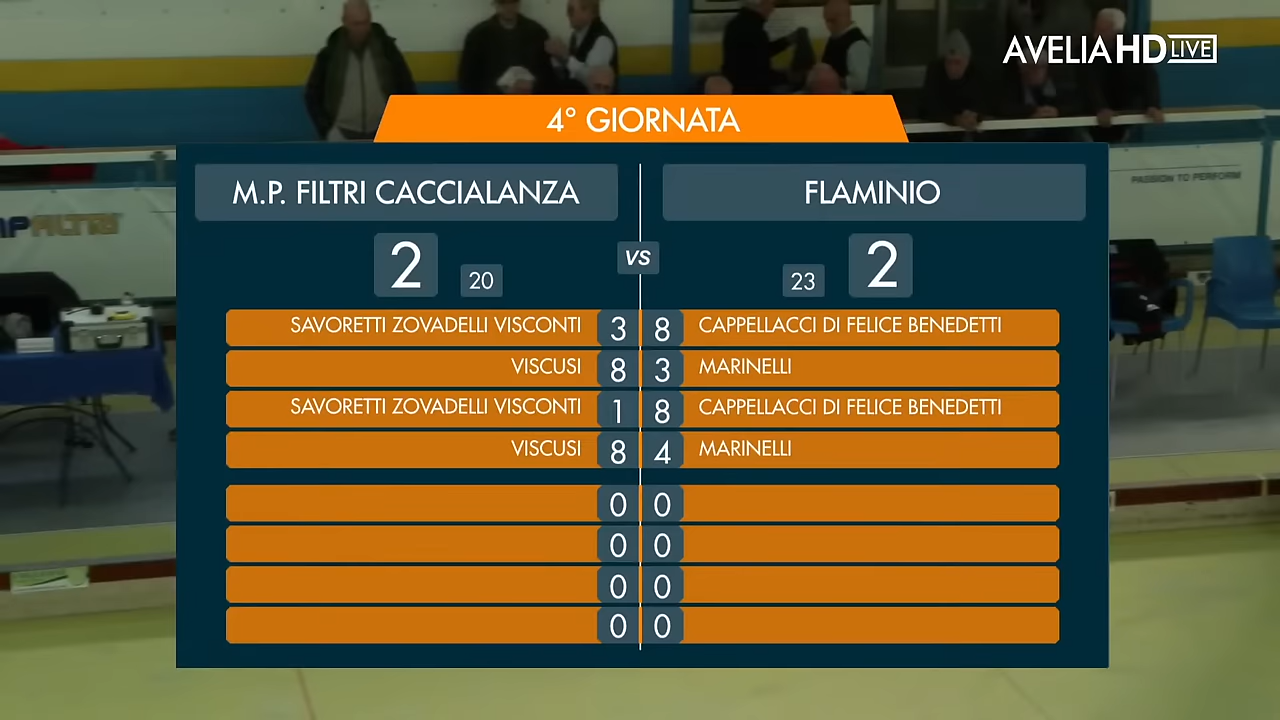 AVELIA HD LIVE
4° GIORNATA
M.P. FILTRI CACCIALANZA
FLAMINIO
2 20 VS 23 2
SAVORETTI ZOVADELLI VISCONTI 3 8 CAPPELLACCI DI FELICE BENEDETTI
VISCUSI 8 3 MARINELLI
SAVORETTI ZOVADELLI VISCONTI 1 8 CAPPELLACCI DI FELICE BENEDETTI
VISCUSI 8 4 MARINELLI
0 0
0 0
0 0
0 0
MPFILTRI
PASSION TO PERFORM